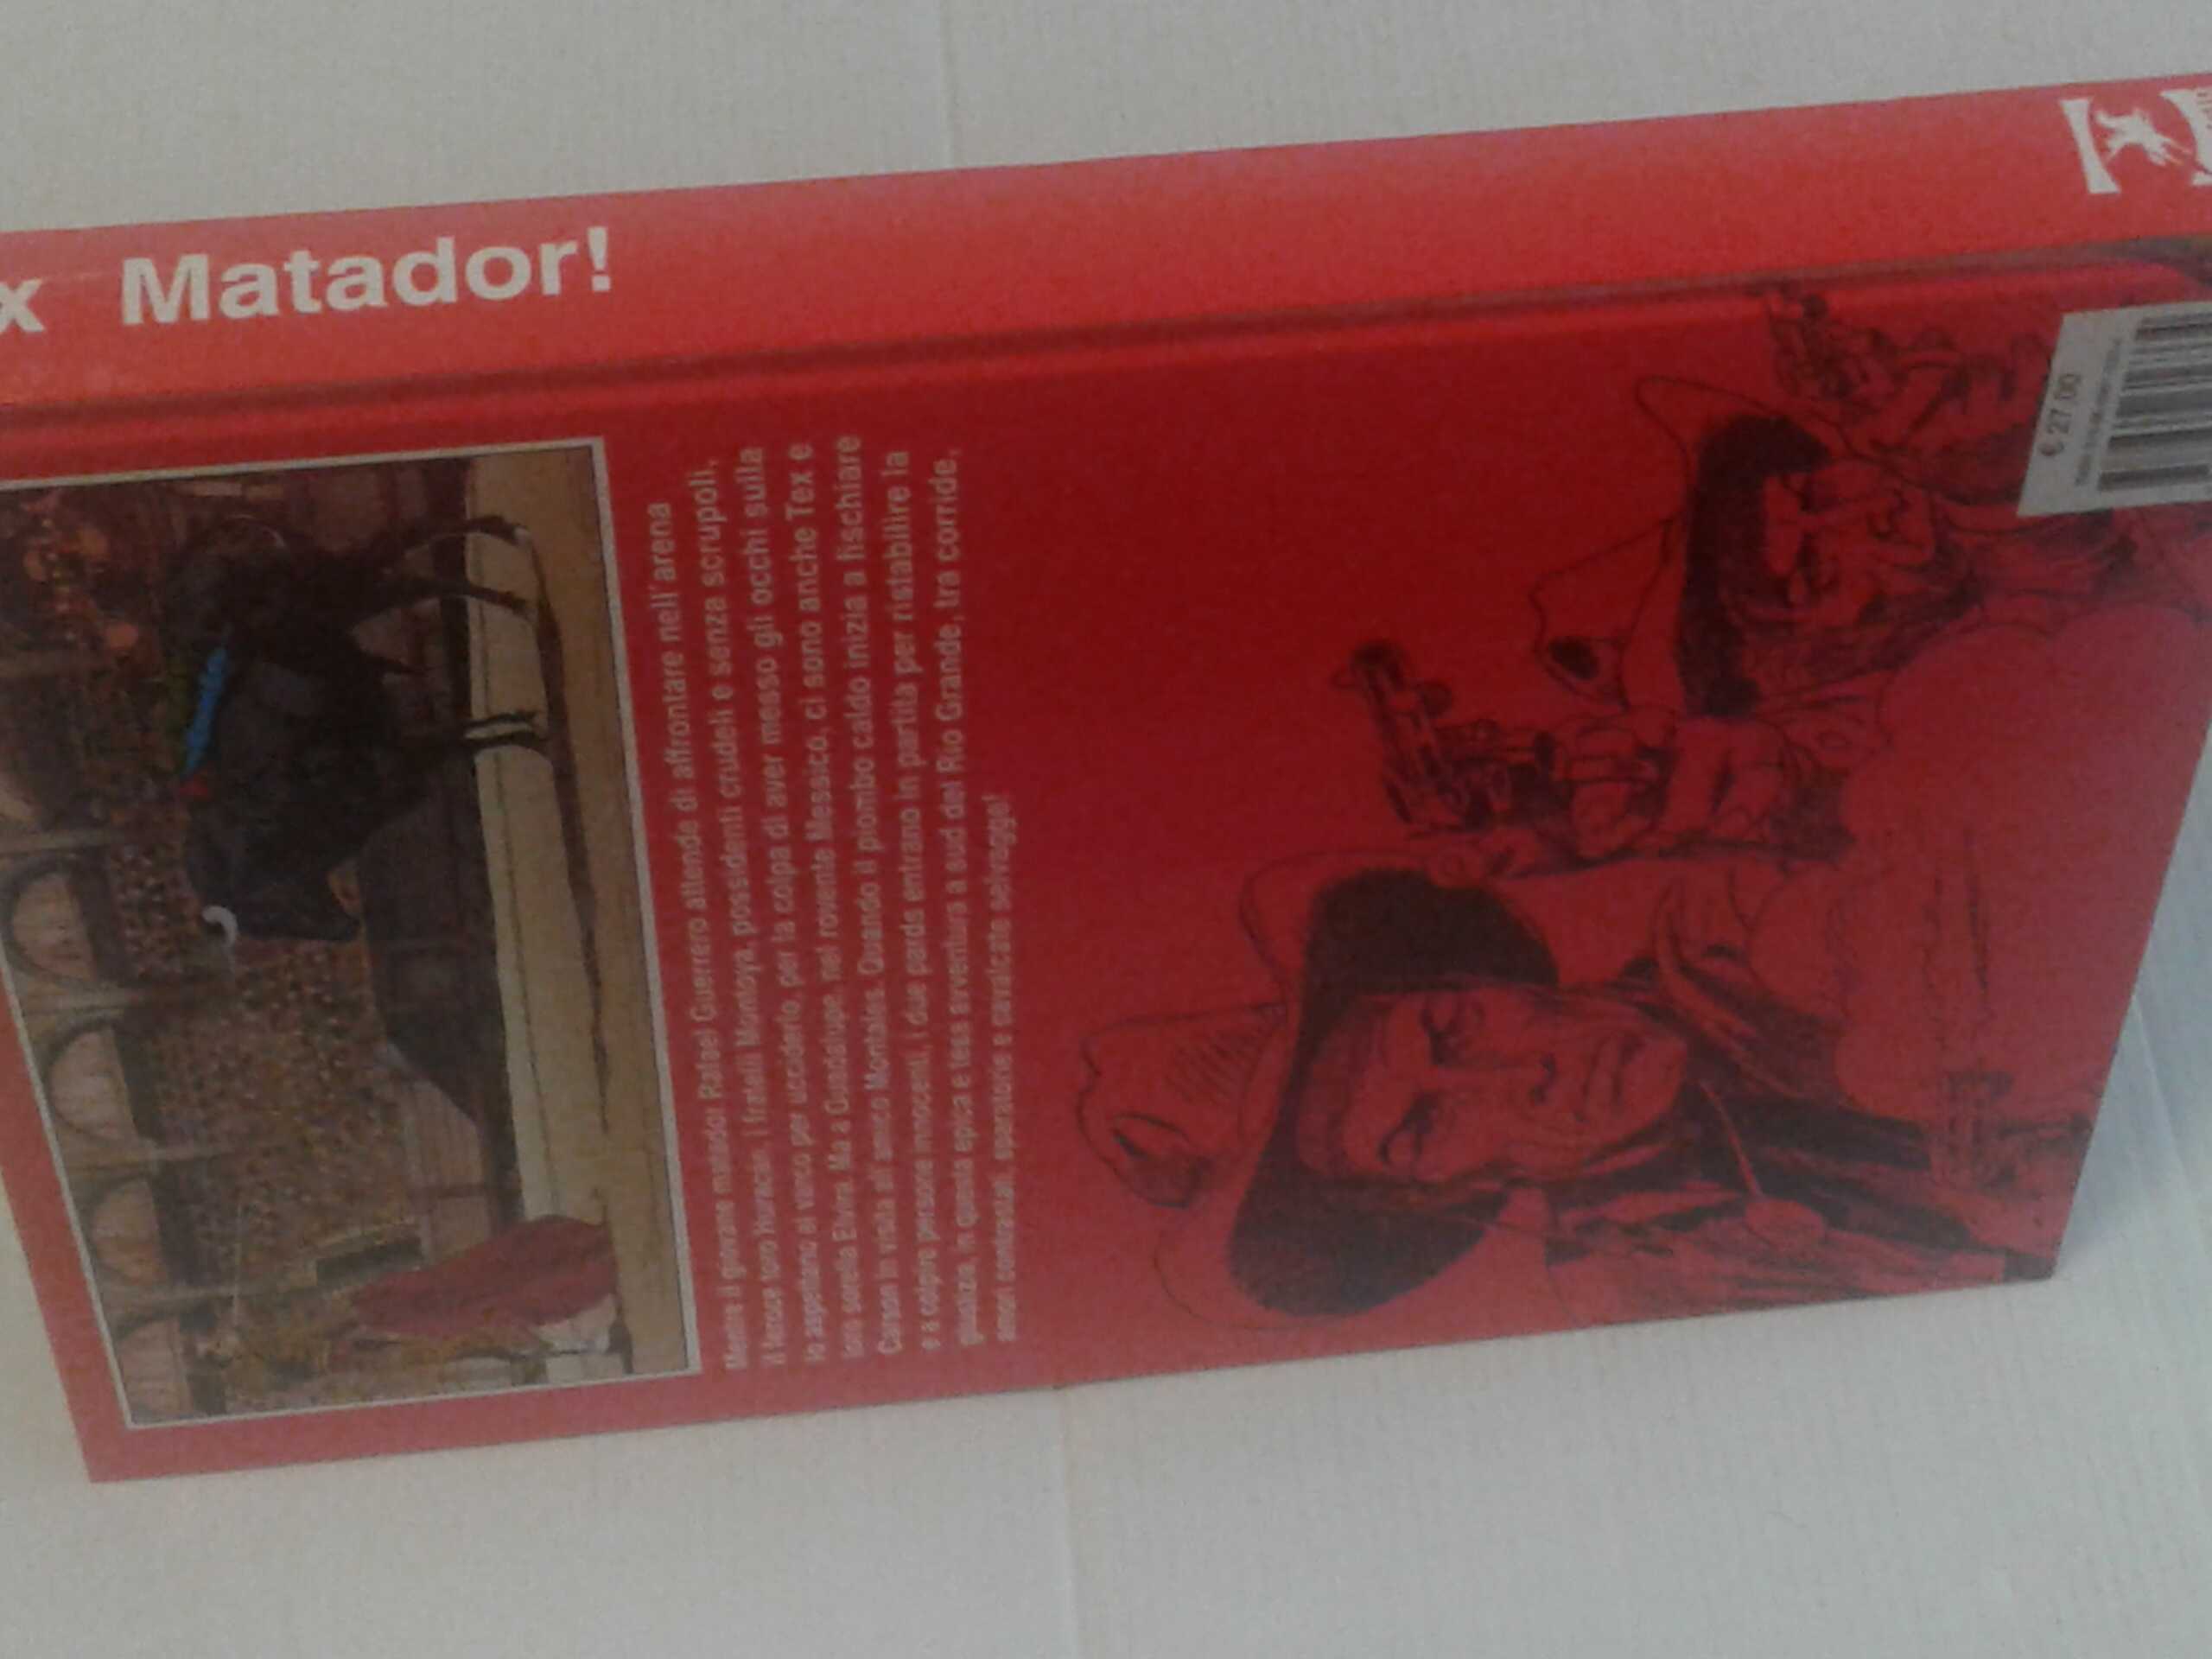 x Matador!
Mentre il giovane matador Rafael Guerrero attende di affrontare nell'arena
il feroce toro Huracán, i fratelli Montoya, possidenti crudeli e senza scrupoli,
lo aspettano al varco per ucciderlo, per la colpa di aver messo gli occhi sulla
loro sorella Elvira. Ma a Guadalupe, nel rovente Messico, ci sono anche Tex e
Carson in visita all'amico Montales. Quando il piombo caldo inizia a fischiare
e a colpire persone innocenti, i due pards entrano in partita per ristabilire la
giustizia, in questa epica e tesa avventura a sud del Rio Grande, tra corride,
amori contrastati, sparatorie e cavalcate selvagge!
€ 27,00